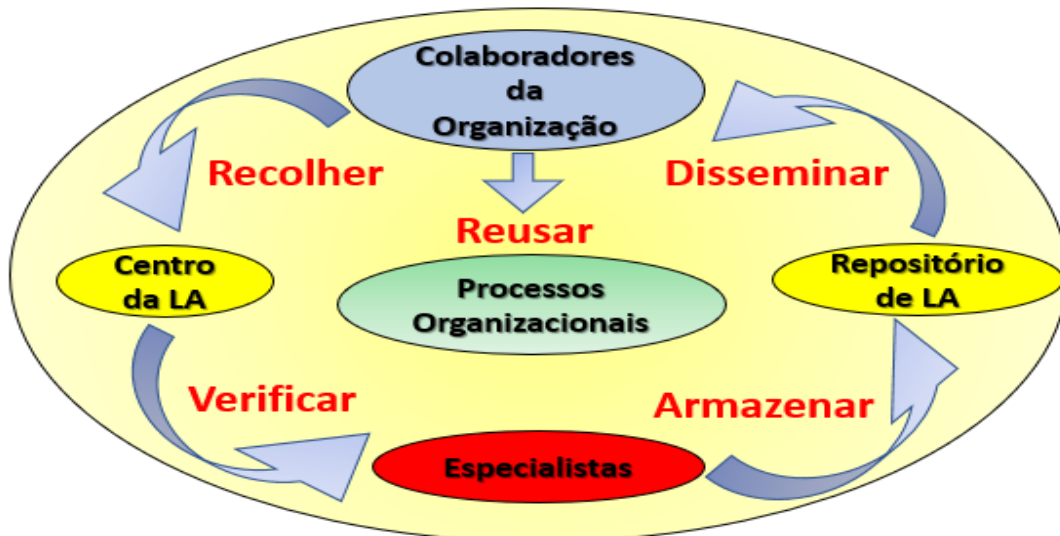 Colaboradores
da
Organização
Recolher
Disseminar
Reusar
Centro
da LA
Repositório
de LA
Processos
Organizacionais
Verificar
Armazenar
Especialistas